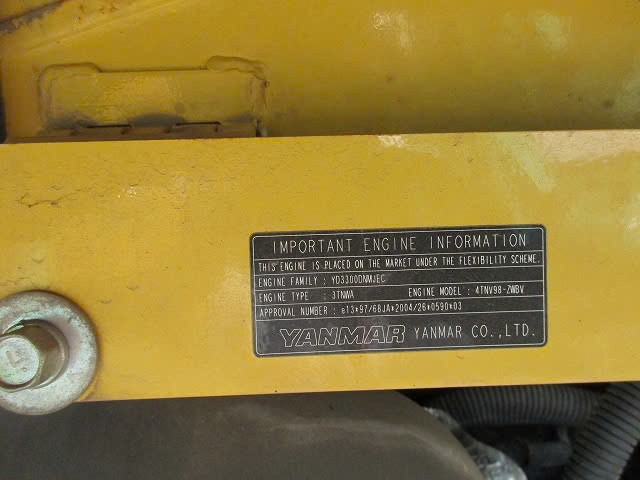 IMPORTANT ENGINE INFORMATION
THIS ENGINE IS PLACED ON THE MARKET UNDER THE FLEXIBILITY SCHEME.
ENGINE FAMILY : YD3300DNWJEC
ENGINE TYPE : 3TNWA ENGINE MODEL : 4TNV98-ZWBV
APPROVAL NUMBER : e13*97/68JA*2004/26*0590*03
YANMAR YANMAR CO.,LTD.